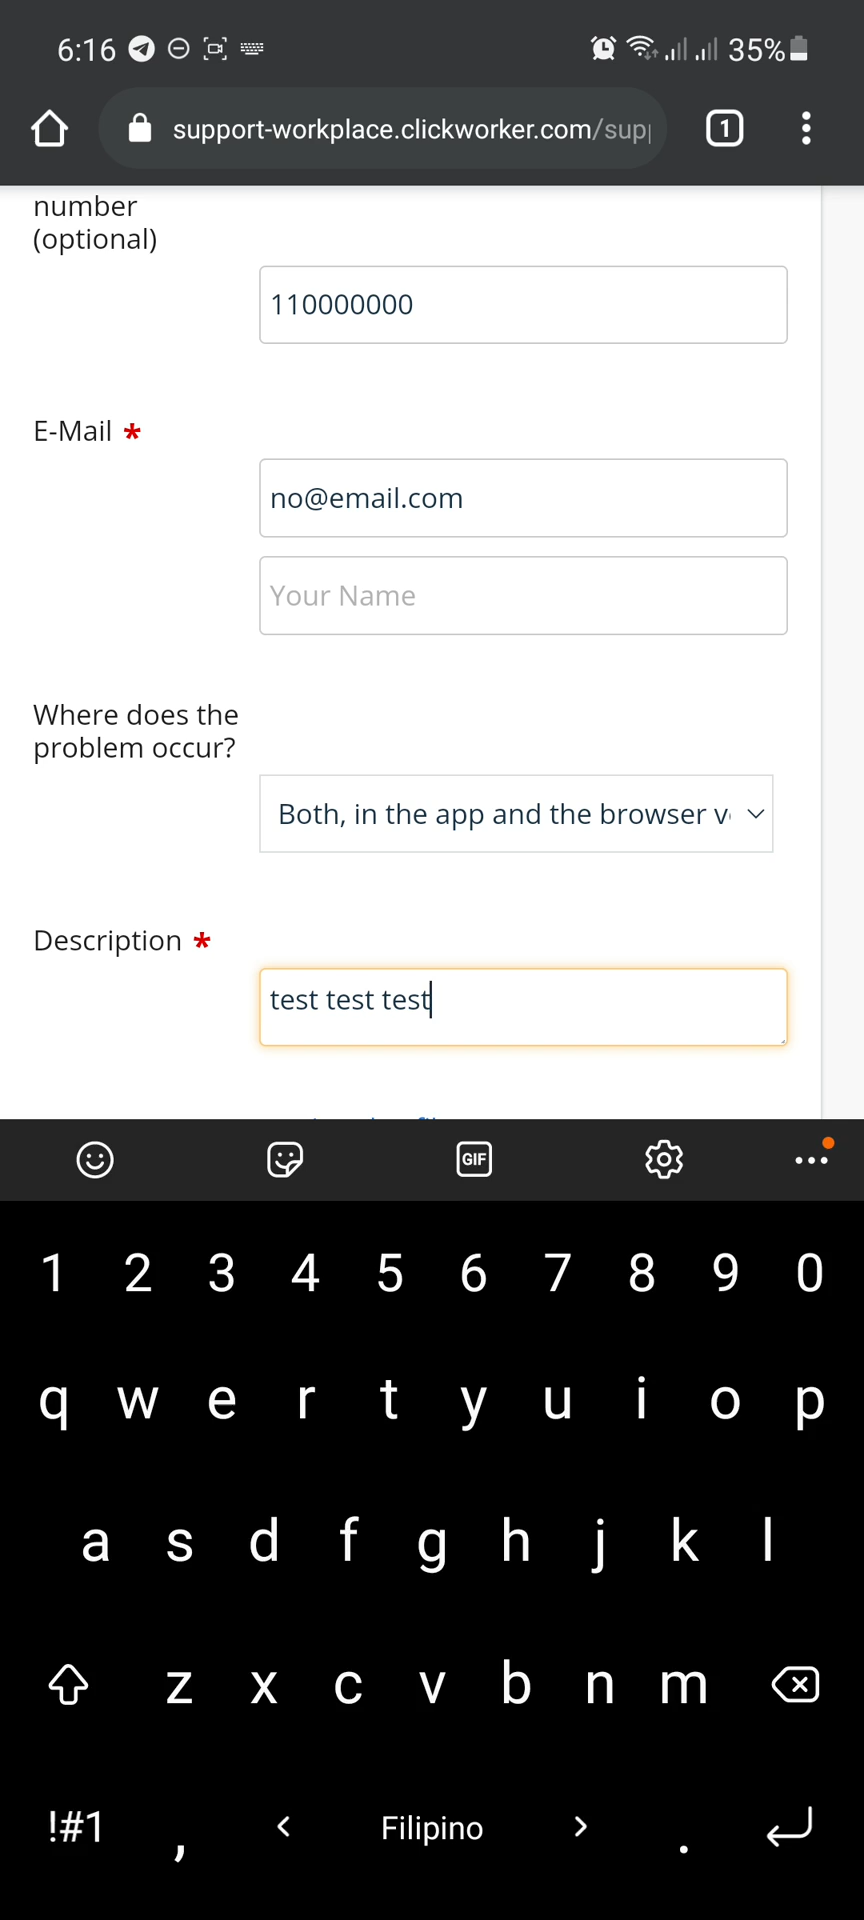 6:16 35%
support-workplace.clickworker.com/sup
1
number
(optional)
110000000
E-Mail *
no@email.com
Your Name
Where does the
problem occur?
Both, in the app and the browser v
Description *
test test test
GIF
1 2 3 4 5 6 7 8 9 0
q w e r t y u i o p
a s d f g h j k l
z x c v b n m
!#1 , < Filipino > .